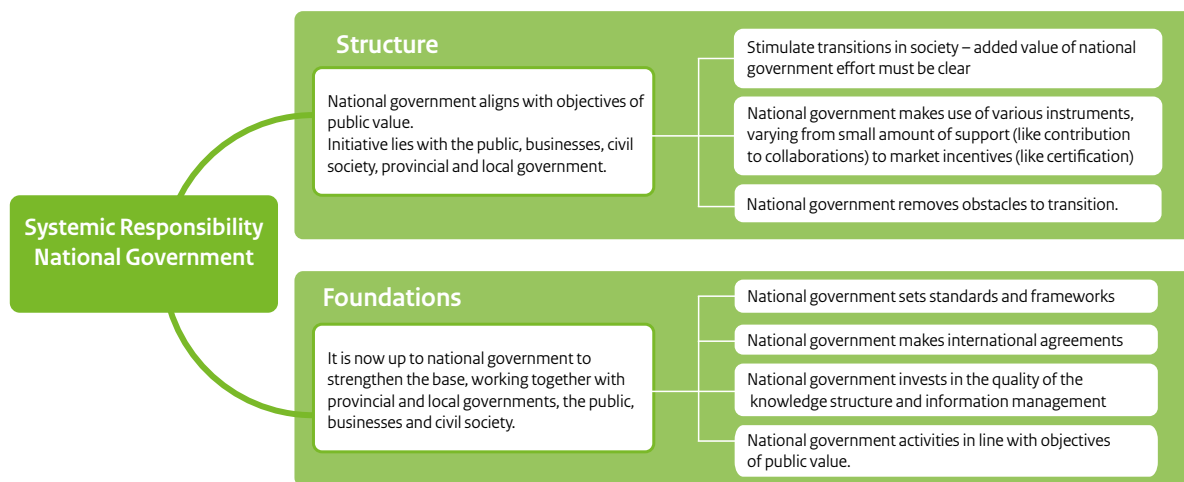 Systemic Responsibility
National Government
Structure
National government aligns with objectives of
public value.
Initiative lies with the public, businesses, civil
society, provincial and local government.
Stimulate transitions in society – added value of national
government effort must be clear
National government makes use of various instruments,
varying from small amount of support (like contribution
to collaborations) to market incentives (like certification)
National government removes obstacles to transition.
Foundations
It is now up to national government to
strengthen the base, working together with
provincial and local governments, the public,
businesses and civil society.
National government sets standards and frameworks
National government makes international agreements
National government invests in the quality of the
knowledge structure and information management
National government activities in line with objectives
of public value.